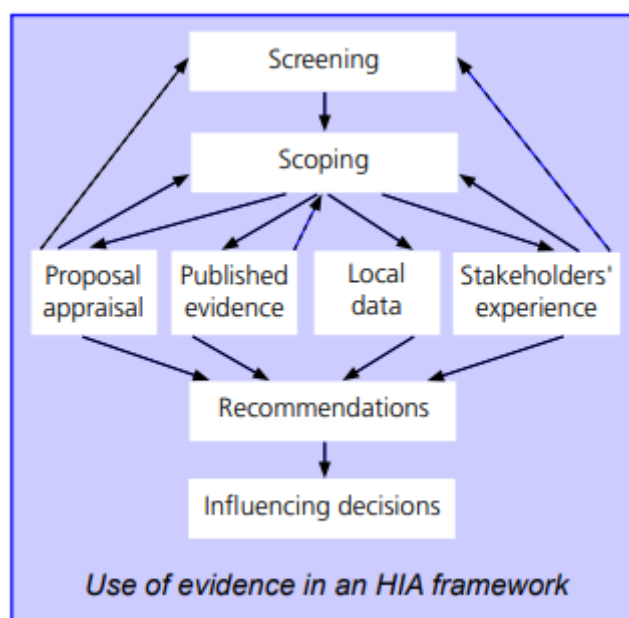 Screening
Scoping
Proposal
appraisal
Published
evidence
Local
data
Stakeholders'
experience
Recommendations
Influencing decisions
Use of evidence in an HIA framework